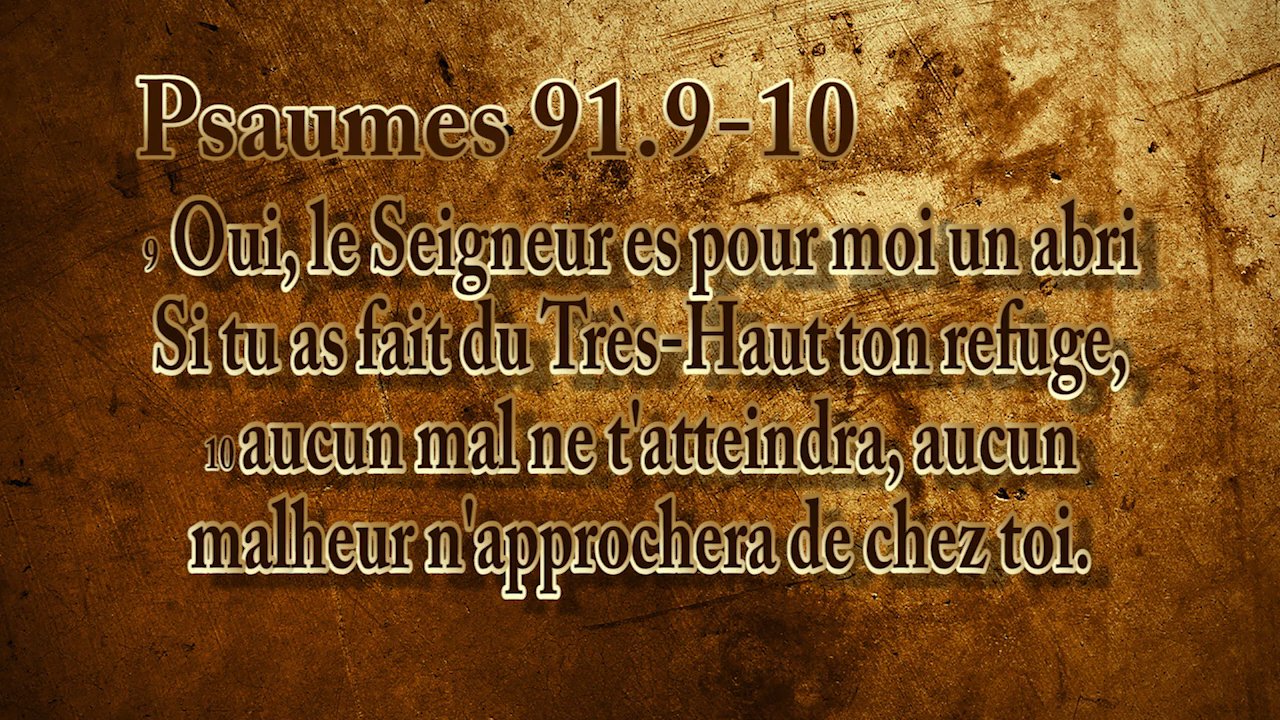 Psaumes 91.9-10
9 Oui, le Seigneur es pour moi un abri
Si tu as fait du Très-Haut ton refuge,
10 aucun mal ne t'atteindra, aucun
malheur n'approchera de chez toi.